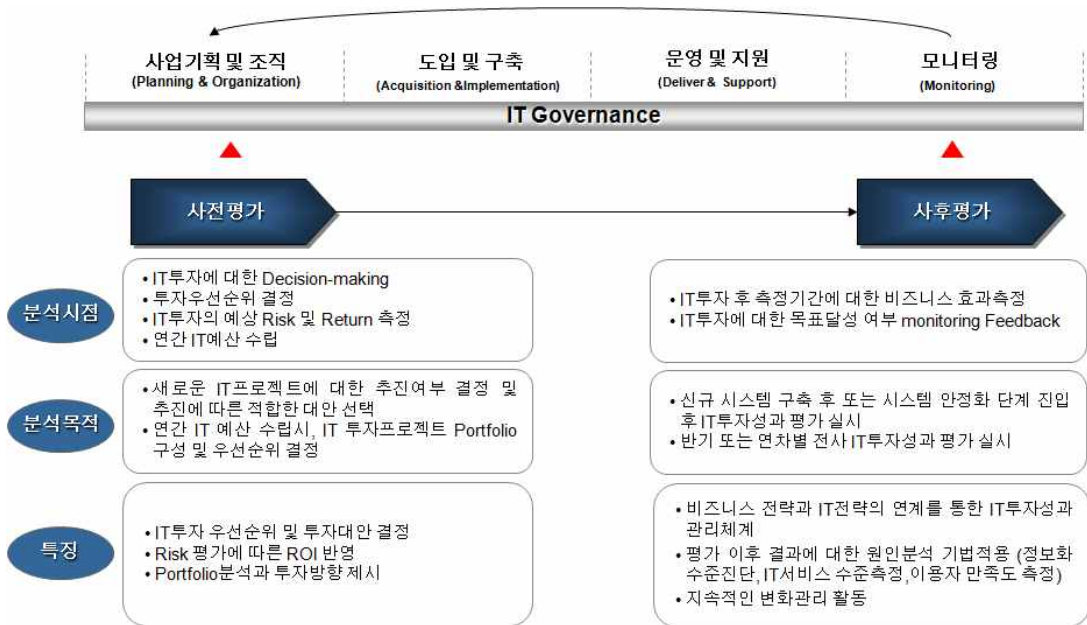 사업기획 및 조직
(Planning & Organization)
도입 및 구축
(Acquisition &Implementation)
운영 및 지원
(Deliver & Support)
모니터링
(Monitoring)
IT Governance
사전평가
사후평가
분석시점
• IT투자에 대한 Decision-making
• 투자우선순위 결정
• IT투자의 예상 Risk 및 Return 측정
• 연간 IT예산 수립
• IT투자 후 측정기간에 대한 비즈니스 효과측정
• IT투자에 대한 목표달성 여부 monitoring Feedback
분석목적
• 새로운 IT프로젝트에 대한 추진여부 결정 및
추진에 따른 적합한 대안 선택
• 연간 IT 예산 수립시, IT 투자프로젝트 Portfolio
구성 및 우선순위 결정
• 신규 시스템 구축 후 또는 시스템 안정화 단계 진입
후 IT투자성과 평가 실시
• 반기 또는 연차별 전사 IT투자성과 평가 실시
특징
• IT투자 우선순위 및 투자대안 결정
• Risk 평가에 따른 ROI 반영
• Portfolio분석과 투자방향 제시
• 비즈니스 전략과 IT전략의 연계를 통한 IT투자성과
관리체계
• 평가 이후 결과에 대한 원인분석 기법적용 (정보화
수준진단, IT서비스 수준측정,이용자 만족도 측정)
• 지속적인 변화관리 활동